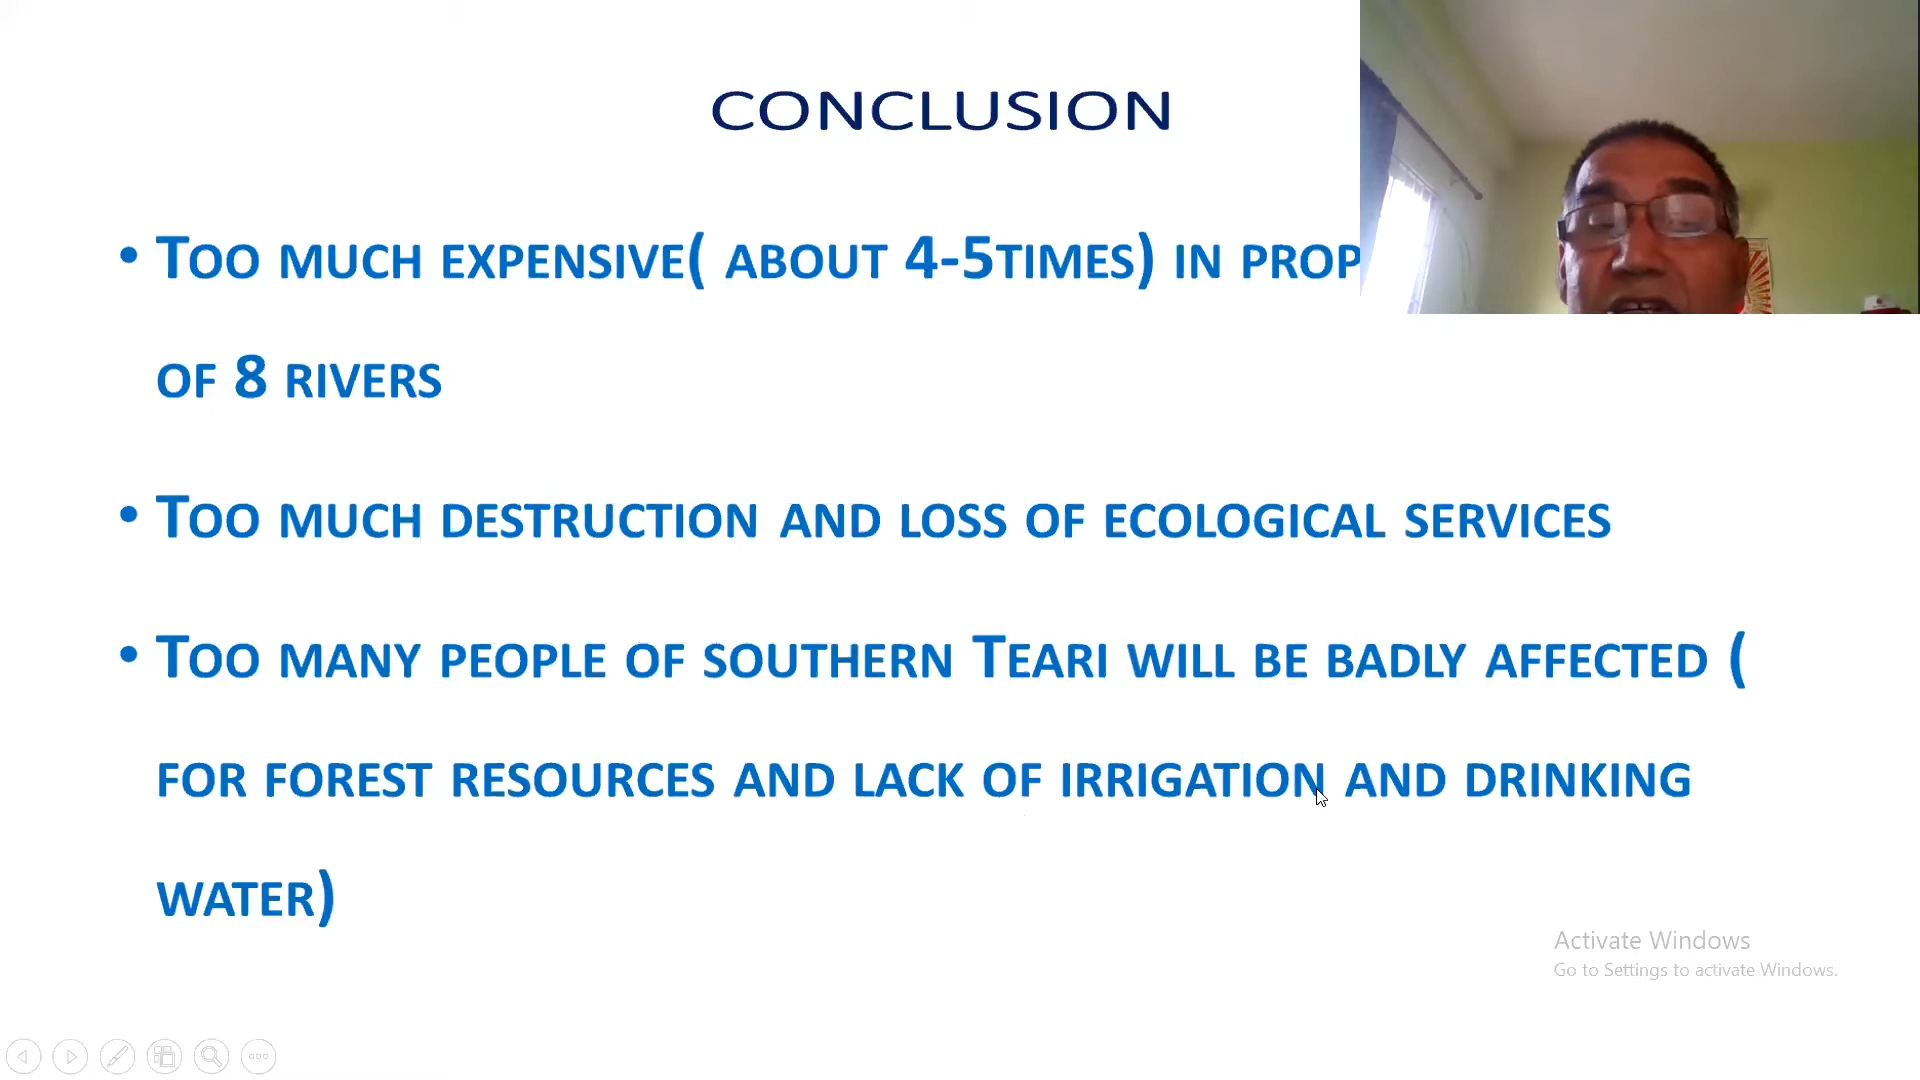 CONCLUSION
• TOO MUCH EXPENSIVE( ABOUT 4-5TIMES) IN
OF 8 RIVERS
• TOO MUCH DESTRUCTION AND LOSS OF ECOLOGICAL SERVICES
• TOO MANY PEOPLE OF SOUTHERN TEARI WILL BE BADLY AFFECTED (
FOR FOREST RESOURCES AND LACK OF IRRIGATION AND DRINKING
WATER)
Activate Windows
Go to Settings to activate Windows.